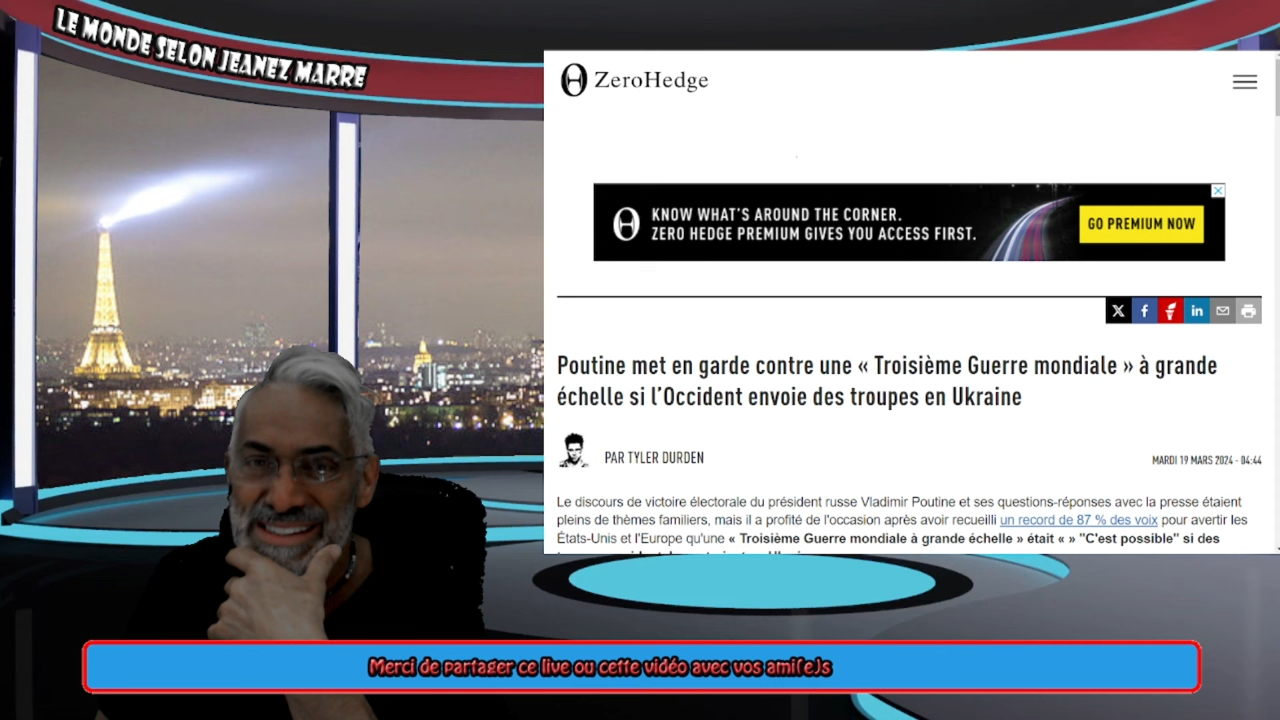 LE MONDE SELON JEANEZ MARRE
ZeroHedge
KNOW WHAT'S AROUND THE CORNER.
ZERO HEDGE PREMIUM GIVES YOU ACCESS FIRST.
GO PREMIUM NOW
Poutine met en garde contre une « Troisième Guerre mondiale » à grande
échelle si l'Occident envoie des troupes en Ukraine
PAR TYLER DURDEN
MARDI 19 MARS 2024 - 04:44
Le discours de victoire électorale du président russe Vladimir Poutine et ses questions-réponses avec la presse étaient
pleins de thèmes familiers, mais il a profité de l'occasion après avoir recueilli un record de 87 % des voix pour avertir les
États-Unis et l'Europe qu'une « Troisième Guerre mondiale à grande échelle » était « » "C'est possible" si des
Merci de partager ce live ou cette vidéo avec vos ami(e)s